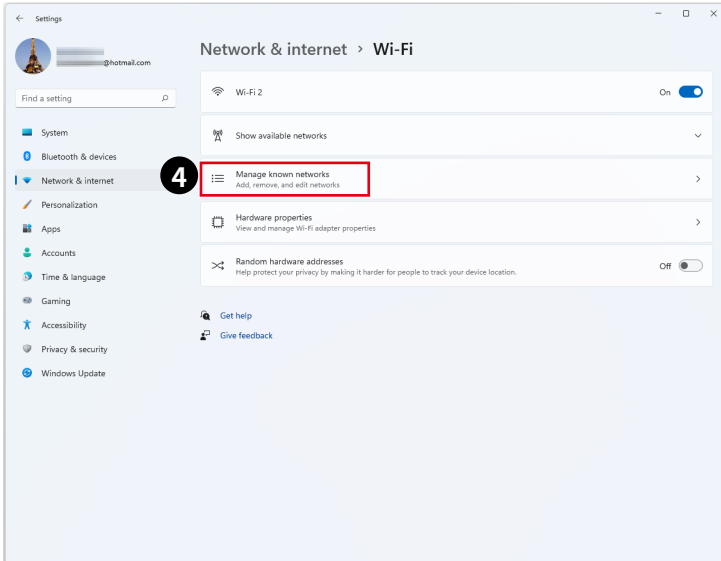 Settings
@hotmail.com
Find a setting
System
Bluetooth & devices
Network & internet
Personalization
Apps
Accounts
Time & language
Gaming
Accessibility
Privacy & security
Windows Update
Network & internet > Wi-Fi
Wi-Fi 2
On
Show available networks
4
Manage known networks
Add, remove, and edit networks
Hardware properties
View and manage Wi-Fi adapter properties
Random hardware addresses
Help protect your privacy by making it harder for people to track your device location.
Off
Get help
Give feedback